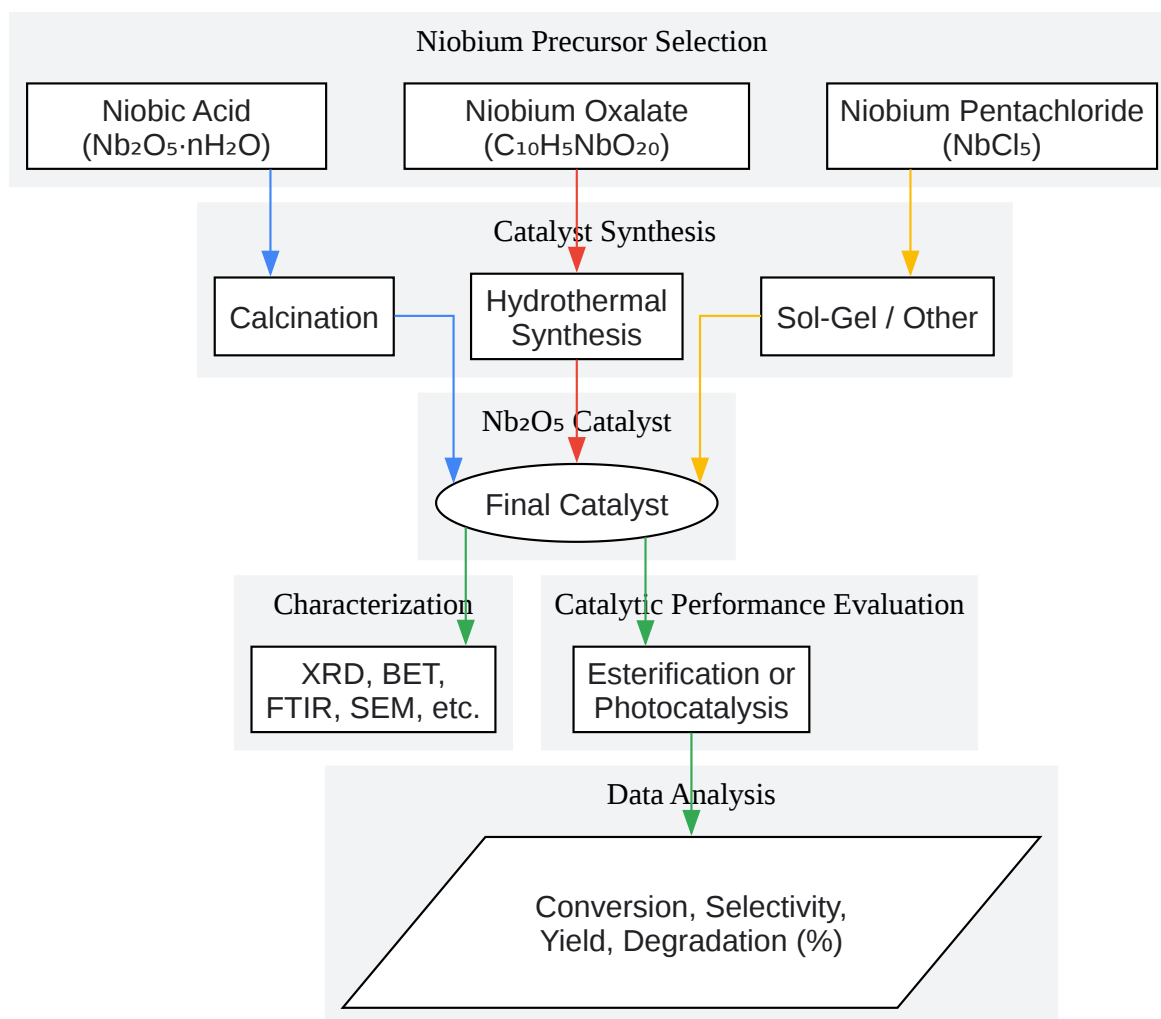 Niobium Precursor Selection
Niobic Acid
(Nb₂O₅·nH₂O)
Niobium Oxalate
(C₁₀H₅NbO₂₀)
Niobium Pentachloride
(NbCl₅)
Catalyst Synthesis
Calcination
Hydrothermal
Synthesis
Sol-Gel / Other
Nb₂O₅ Catalyst
Final Catalyst
Characterization
XRD, BET,
FTIR, SEM, etc.
Catalytic Performance Evaluation
Esterification or
Photocatalysis
Data Analysis
Conversion, Selectivity,
Yield, Degradation (%)